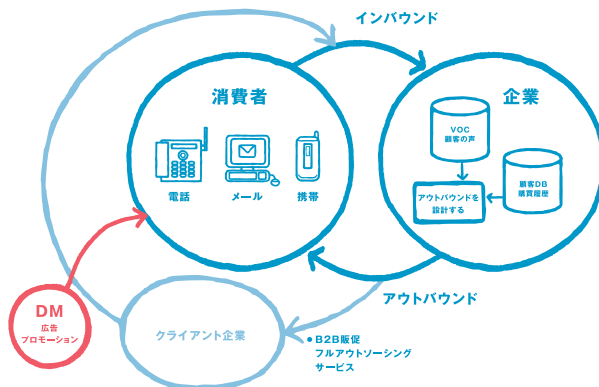 インバウンド
消費者
企業
電話
メール
携帯
VOC
顧客の声
顧客DB
購買履歴
アウトバウンドを
設計する
アウトバウンド
DM
広告
プロモーション
クライアント企業
●B2B販促
フルアウトソーシング
サービス